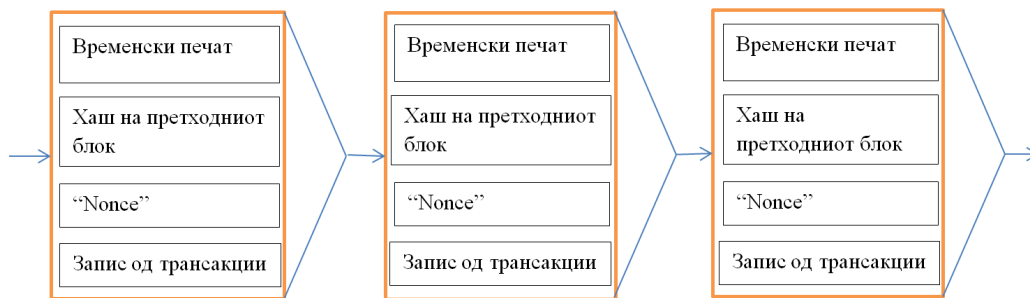 Временски печат
Хаш на претходниот
блок
“Nonce”
Запис од трансакции
Временски печат
Хаш на претходниот
блок
“Nonce”
Запис од трансакции
Временски печат
Хаш на
претходниот блок
“Nonce”
Запис од трансакции